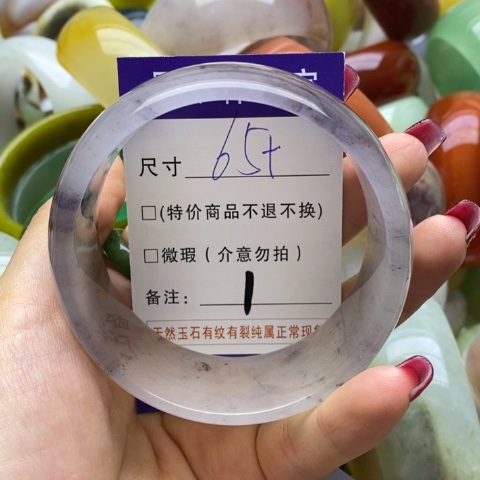 尺寸 65+
□(特价商品不退不换)
□微瑕（介意勿拍）
备注： 1
天然玉石有纹有裂纯属正常现象